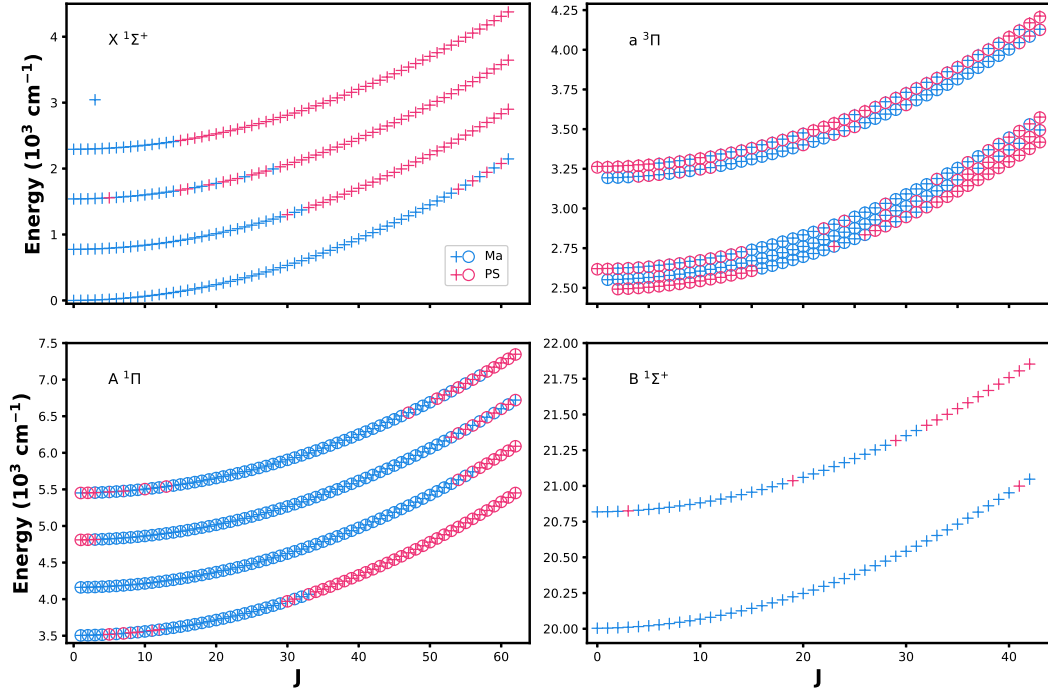 X ¹Σ⁺
a ³Π
Energy (10³ cm⁻¹)
4
3
2
1
0
Ma
PS
4.25
4.00
3.75
3.50
3.25
3.00
2.75
2.50
A ¹Π
B ¹Σ⁺
Energy (10³ cm⁻¹)
7.5
7.0
6.5
6.0
5.5
5.0
4.5
4.0
3.5
0 10 20 30 40 50 60
J
22.00
21.75
21.50
21.25
21.00
20.75
20.50
20.25
20.00
0 10 20 30 40
J